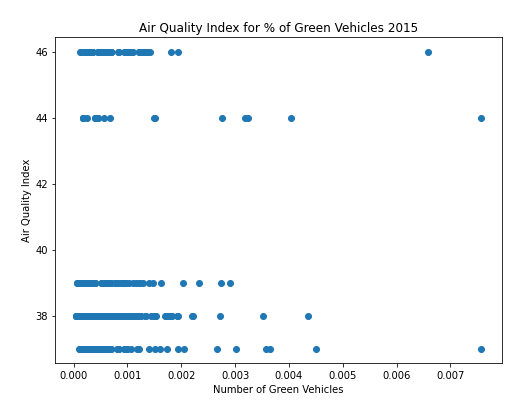 Air Quality Index for % of Green Vehicles 2015
46
44
42
40
38
Air Quality Index
0.000 0.001 0.002 0.003 0.004 0.005 0.006 0.007
Number of Green Vehicles